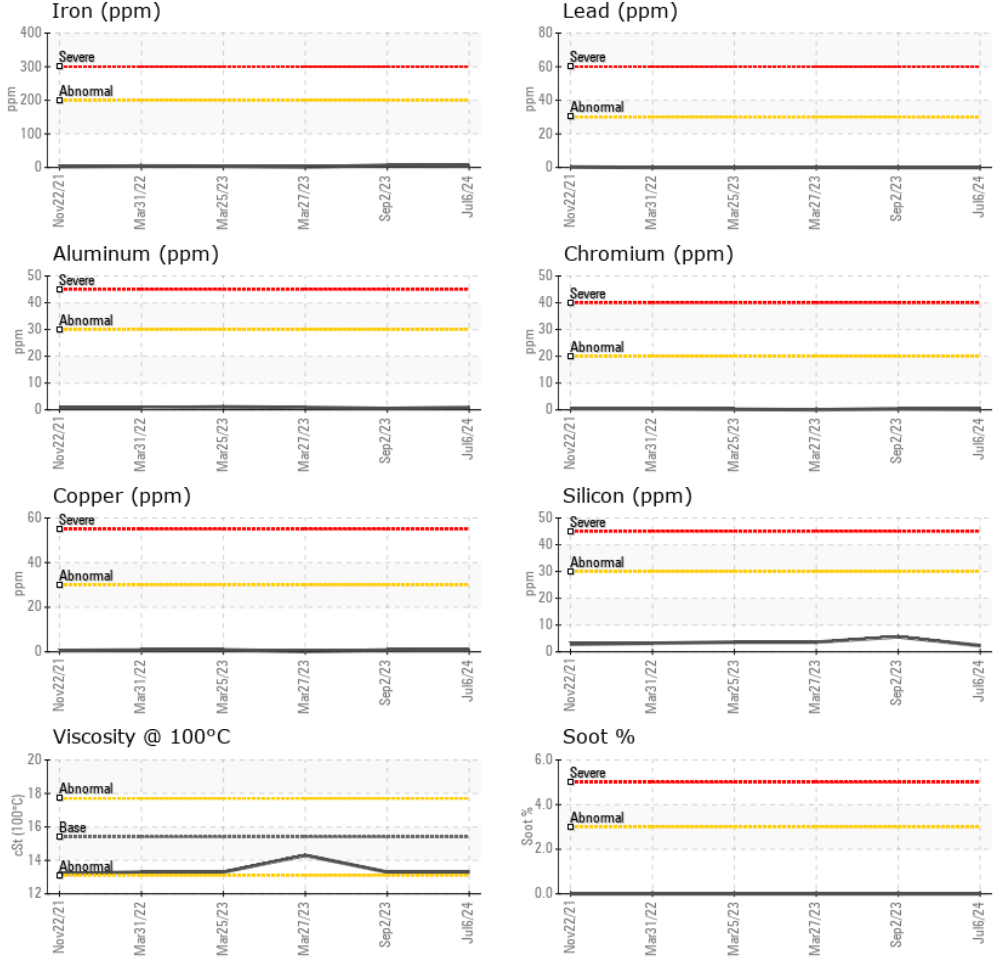 Iron (ppm)
400
300
200
100
0
ppm
Severe
Abnormal
Nov22/21
Mar31/22
Mar25/23
Mar27/23
Sep2/23
Jul6/24
Lead (ppm)
80
60
40
20
0
ppm
Severe
Abnormal
Nov22/21
Mar31/22
Mar25/23
Mar27/23
Sep2/23
Jul6/24
Aluminum (ppm)
50
40
30
20
10
0
ppm
Severe
Abnormal
Nov22/21
Mar31/22
Mar25/23
Mar27/23
Sep2/23
Jul6/24
Chromium (ppm)
50
40
30
20
10
0
ppm
Severe
Abnormal
Nov22/21
Mar31/22
Mar25/23
Mar27/23
Sep2/23
Jul6/24
Copper (ppm)
60
40
20
0
ppm
Severe
Abnormal
Nov22/21
Mar31/22
Mar25/23
Mar27/23
Sep2/23
Jul6/24
Silicon (ppm)
50
40
30
20
10
0
ppm
Severe
Abnormal
Nov22/21
Mar31/22
Mar25/23
Mar27/23
Sep2/23
Jul6/24
Viscosity @ 100°C
20
18
16
14
12
cSt (100°C)
Abnormal
Base
Abnormal
Nov22/21
Mar31/22
Mar25/23
Mar27/23
Sep2/23
Jul6/24
Soot %
6.0
4.0
2.0
0.0
Soot %
Severe
Abnormal
Nov22/21
Mar31/22
Mar25/23
Mar27/23
Sep2/23
Jul6/24